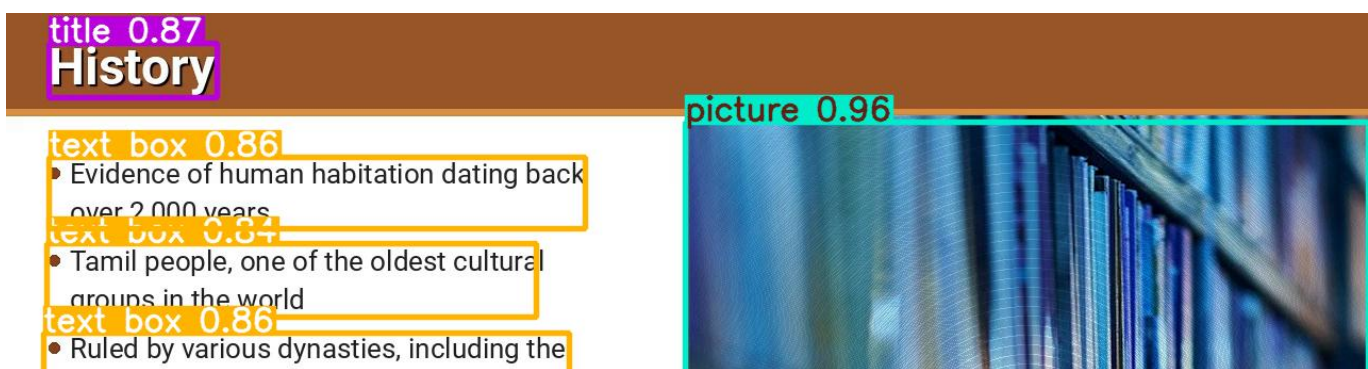 title 0.87
History
picture 0.96
text box 0.86
Evidence of human habitation dating back
over 2,000 years
text box 0.84
Tamil people, one of the oldest cultural
groups in the world
text box 0.86
Ruled by various dynasties, including the